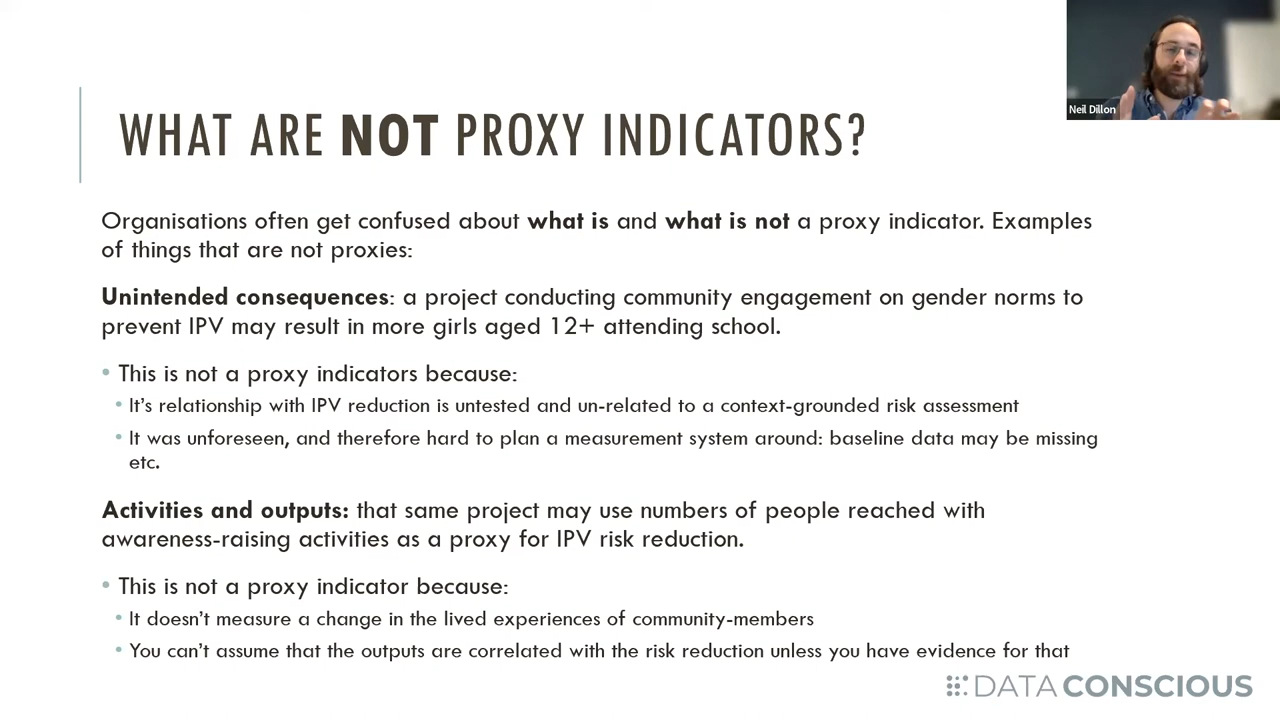 Neil Dillon
WHAT ARE NOT PROXY INDICATORS?
Organisations often get confused about what is and what is not a proxy indicator. Examples
of things that are not proxies:
Unintended consequences: a project conducting community engagement on gender norms to
prevent IPV may result in more girls aged 12+ attending school.
• This is not a proxy indicators because:
• It's relationship with IPV reduction is untested and un-related to a context-grounded risk assessment
• It was unforeseen, and therefore hard to plan a measurement system around: baseline data may be missing
etc.
Activities and outputs: that same project may use numbers of people reached with
awareness-raising activities as a proxy for IPV risk reduction.
• This is not a proxy indicator because:
• It doesn't measure a change in the lived experiences of community-members
• You can't assume that the outputs are correlated with the risk reduction unless you have evidence for that
DATA CONSCIOUS